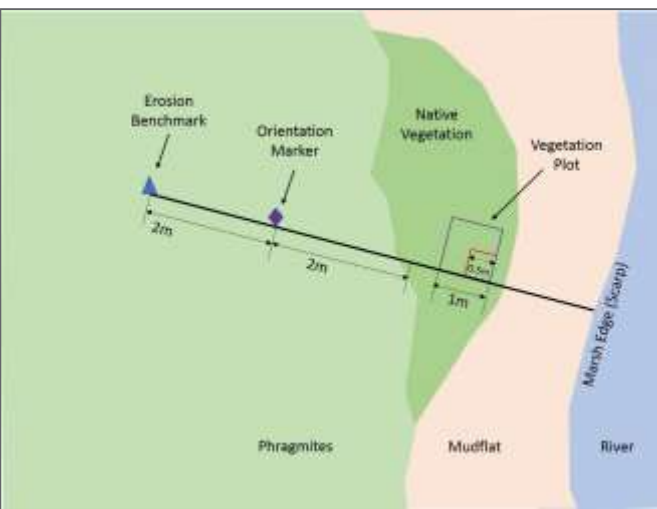 Erosion
Benchmark
Orientation
Marker
Native
Vegetation
Vegetation
Plot
2m
2m
0.5m
1m
Marsh Edge (Scarp)
Phragmites
Mudflat
River